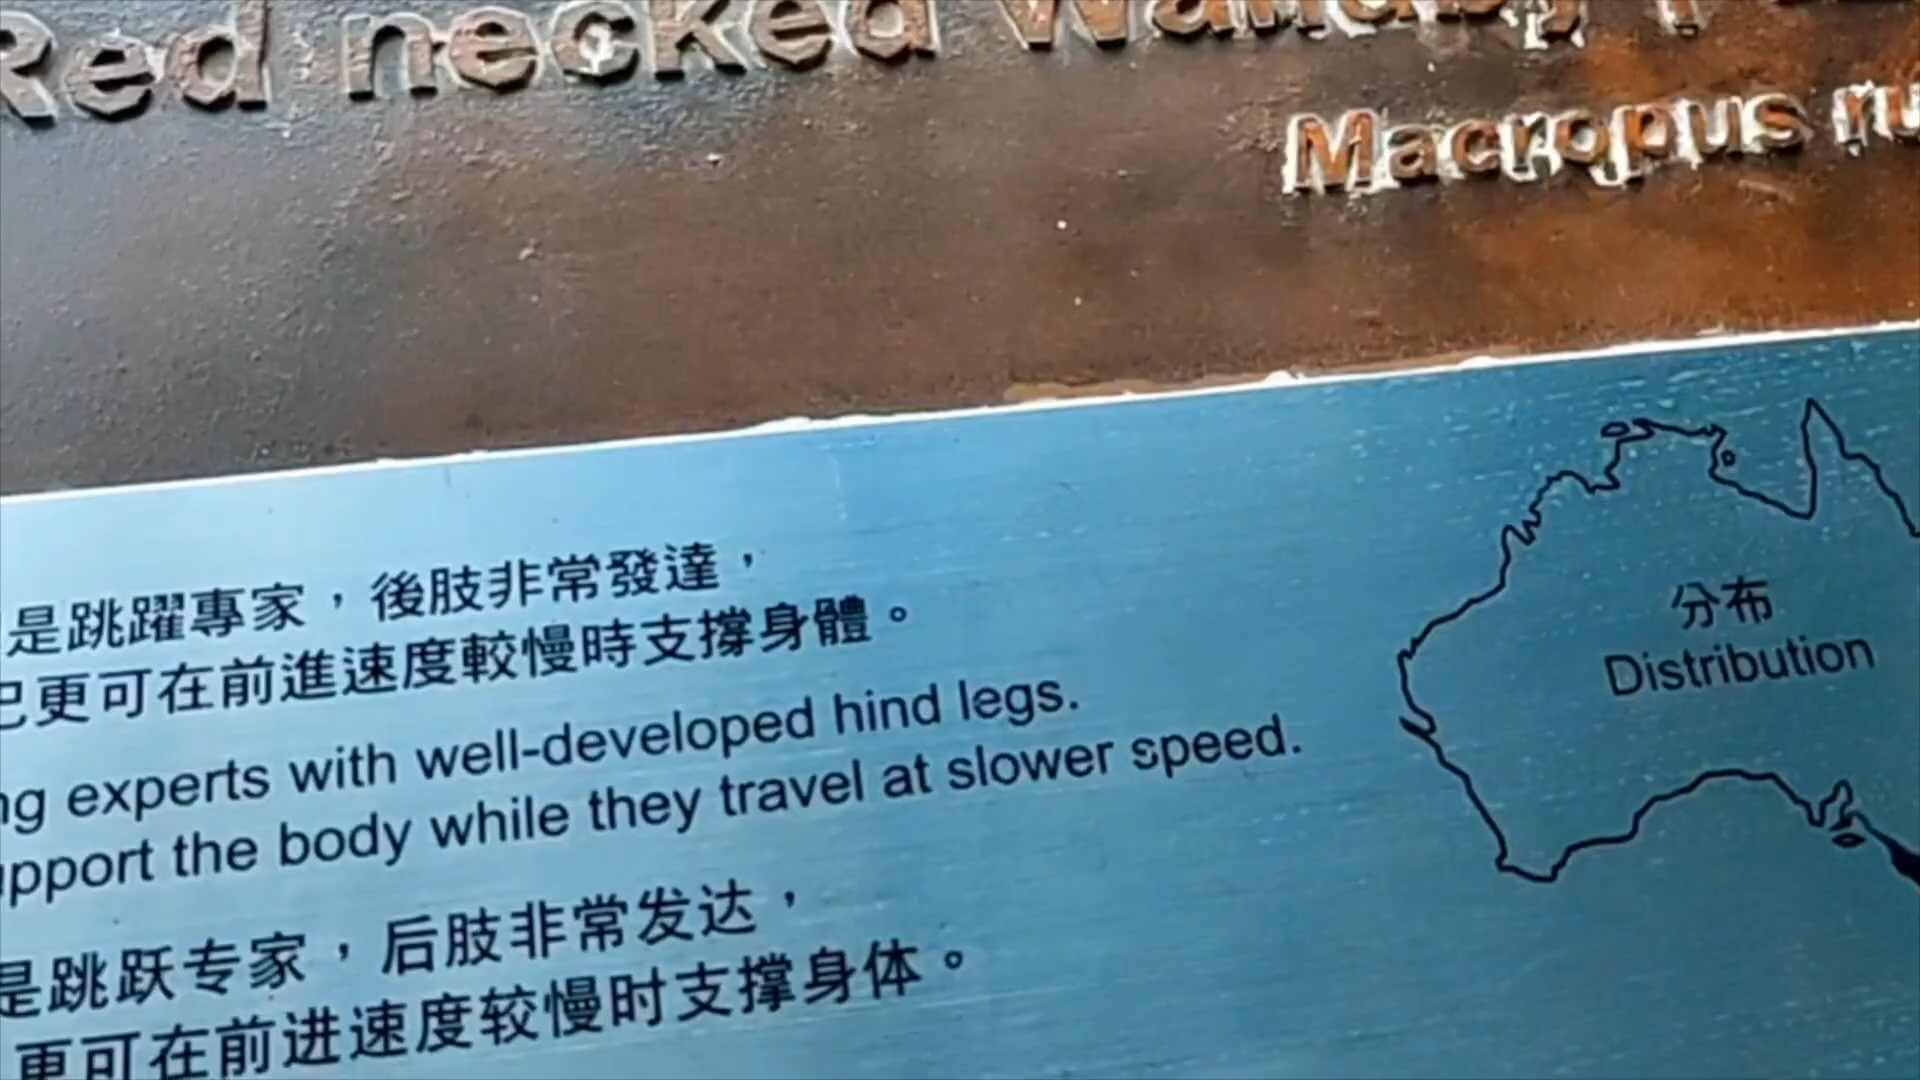 Red necked Wallaby
Macropus
是跳躍專家，後肢非常發達，
更可在前進速度較慢時支撐身體。
experts with well-developed hind legs.
the body while they travel at slower speed.
是跳跃专家，后肢非常发达，
更可在前进速度较慢时支撑身体。
分布
Distribution